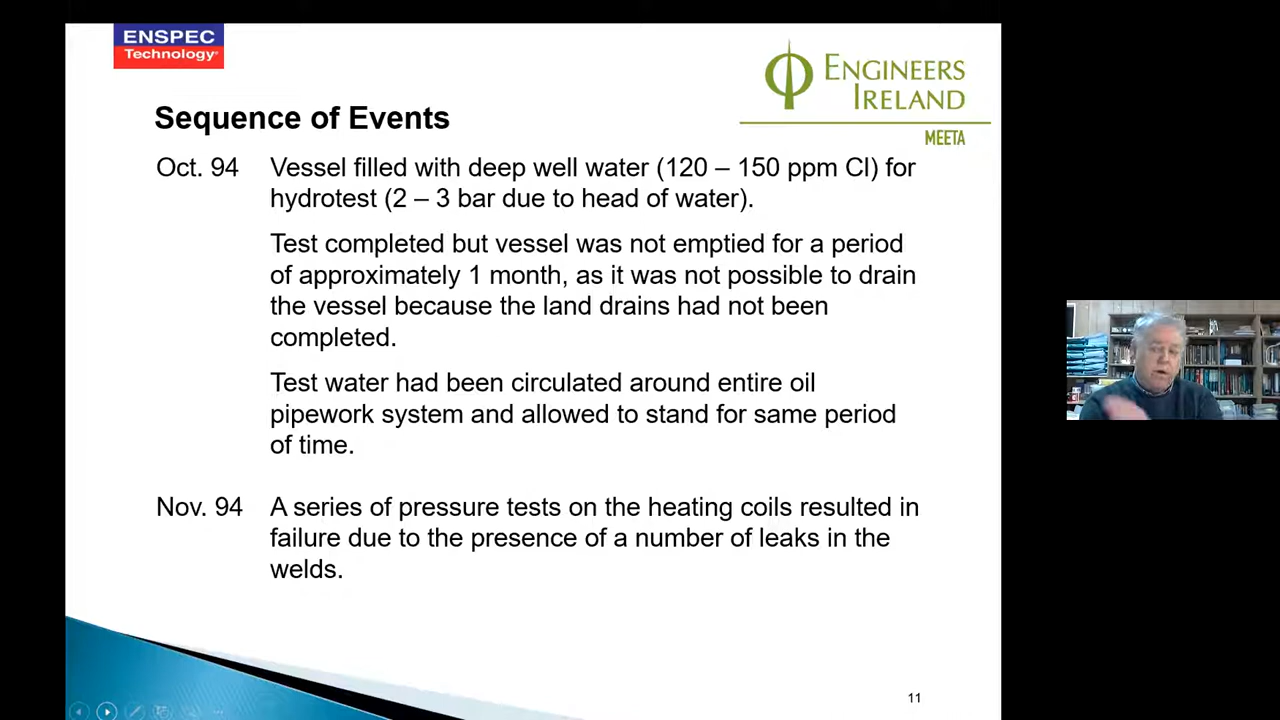 ENSPEC
Technology
ENGINEERS
IRELAND
MEETA
Sequence of Events
Oct. 94 Vessel filled with deep well water (120 – 150 ppm Cl) for
hydrotest (2 – 3 bar due to head of water).
Test completed but vessel was not emptied for a period
of approximately 1 month, as it was not possible to drain
the vessel because the land drains had not been
completed.
Test water had been circulated around entire oil
pipework system and allowed to stand for same period
of time.
Nov. 94 A series of pressure tests on the heating coils resulted in
failure due to the presence of a number of leaks in the
welds.
11